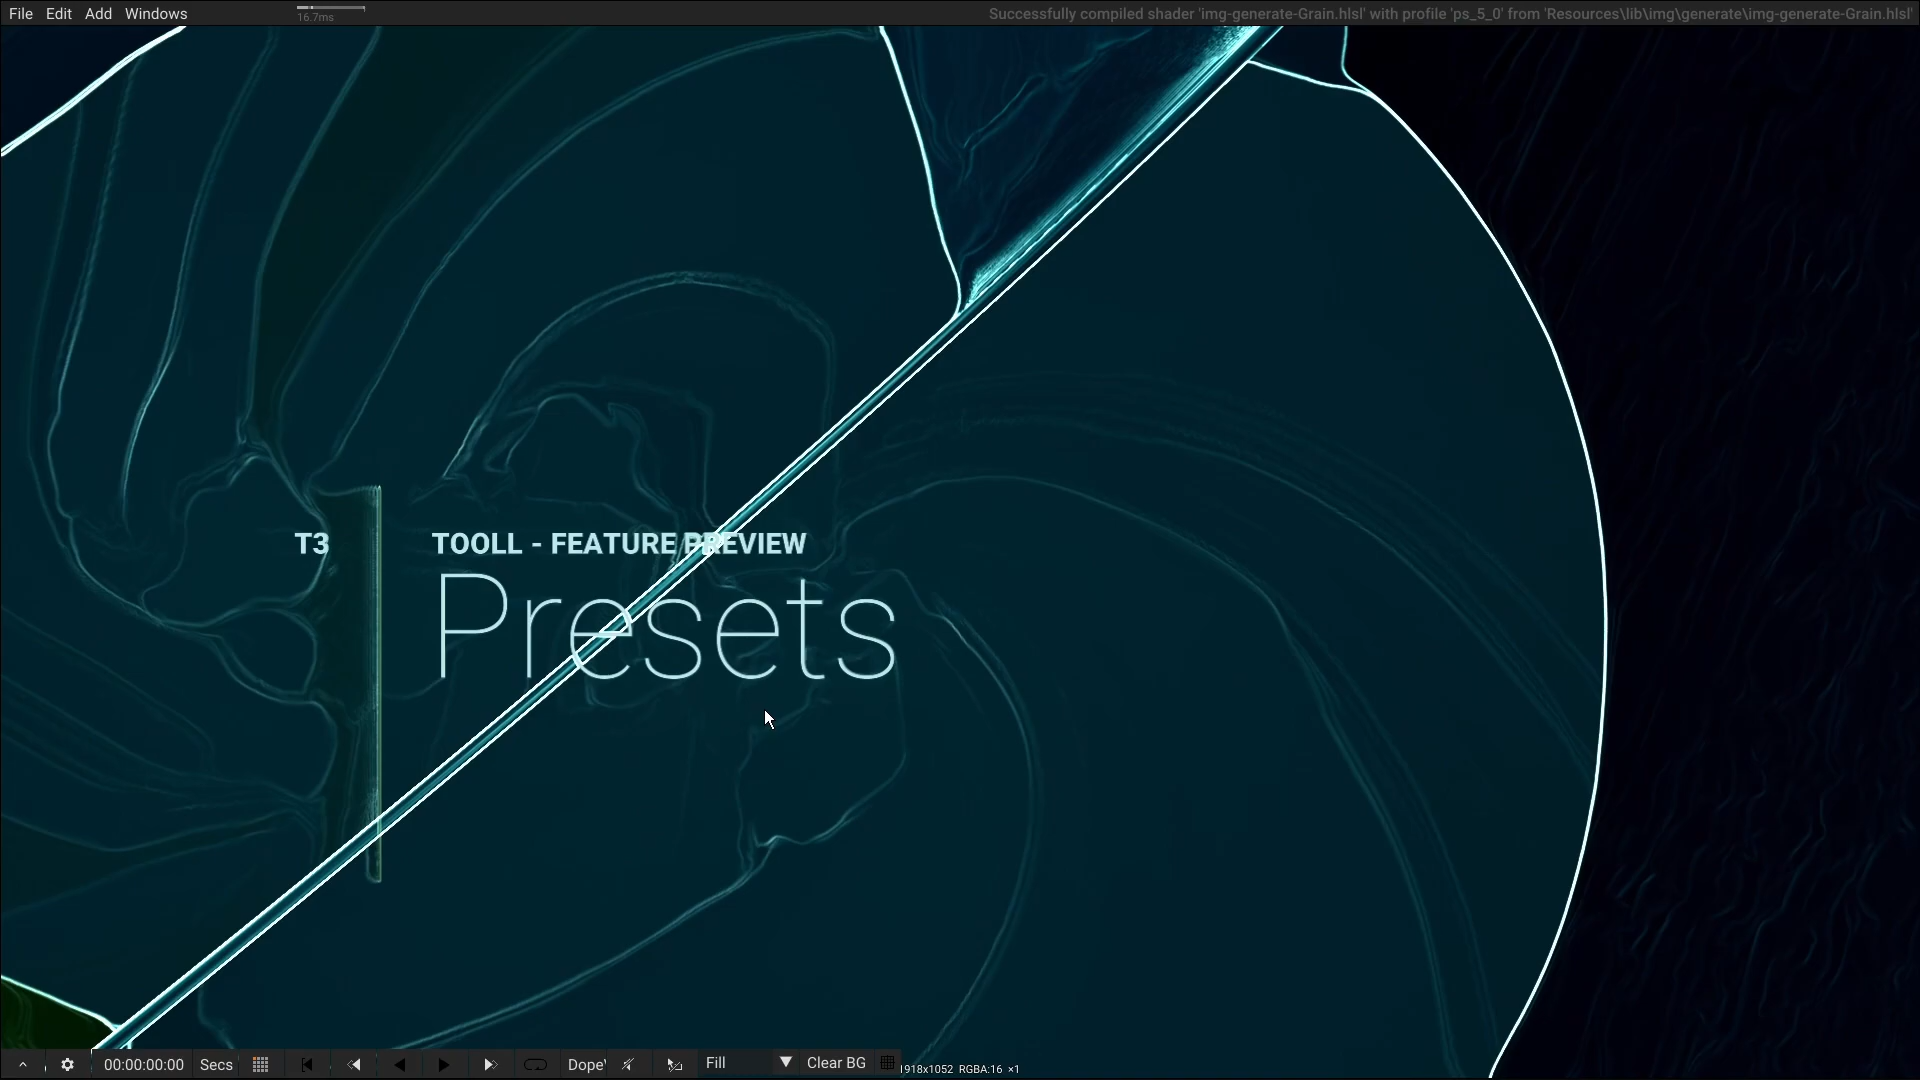 File Edit Add Windows
16.7ms
Successfully compiled shader 'img-generate-Grain.hlsl' with profile 'ps_5_0' from 'Resources\lib\img\generate\img-generate-Grain.hlsl'
T3 TOOLL - FEATURE PREVIEW
Presets
00:00:00:00 Secs Dope Fill Clear BG 1918x1052 RGBA:16 ×1